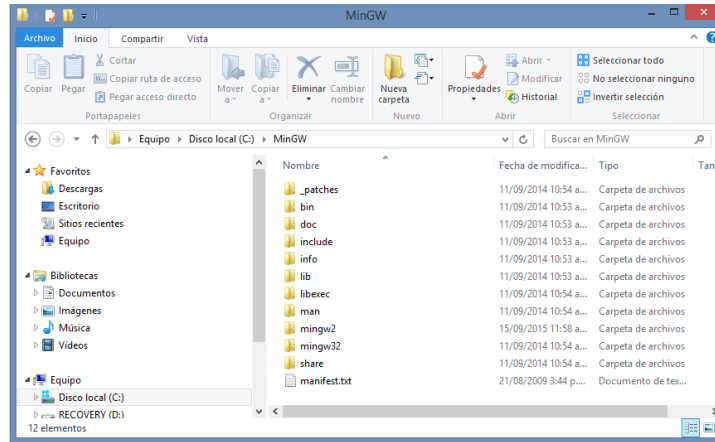 MinGW
Archivo Inicio Compartir Vista
Copiar Pegar Cortar Copiar ruta de acceso Pegar acceso directo
Mover a Copiar a Eliminar Cambiar nombre
Nueva carpeta
Propiedades Abrir Modificar Historial
Seleccionar todo No seleccionar ninguno Invertir selección
Portapapeles Organizar Nuevo Abrir Seleccionar
Equipo Disco local (C:) MinGW Buscar en MinGW
Favoritos
Descargas
Escritorio
Sitios recientes
Equipo
Bibliotecas
Documentos
Imágenes
Música
Vídeos
Equipo
Disco local (C:)
RECOVERY (D:)
Nombre Fecha de modifica... Tipo Tam
_patches 11/09/2014 10:54 a... Carpeta de archivos
bin 11/09/2014 10:54 a... Carpeta de archivos
doc 11/09/2014 10:53 a... Carpeta de archivos
include 11/09/2014 10:53 a... Carpeta de archivos
info 11/09/2014 10:53 a... Carpeta de archivos
lib 11/09/2014 10:53 a... Carpeta de archivos
libexec 11/09/2014 10:54 a... Carpeta de archivos
man 11/09/2014 10:54 a... Carpeta de archivos
mingw2 15/09/2015 11:58 a... Carpeta de archivos
mingw32 11/09/2014 10:54 a... Carpeta de archivos
share 11/09/2014 10:54 a... Carpeta de archivos
manifest.txt 21/08/2009 3:44 p.... Documento de tex...
12 elementos